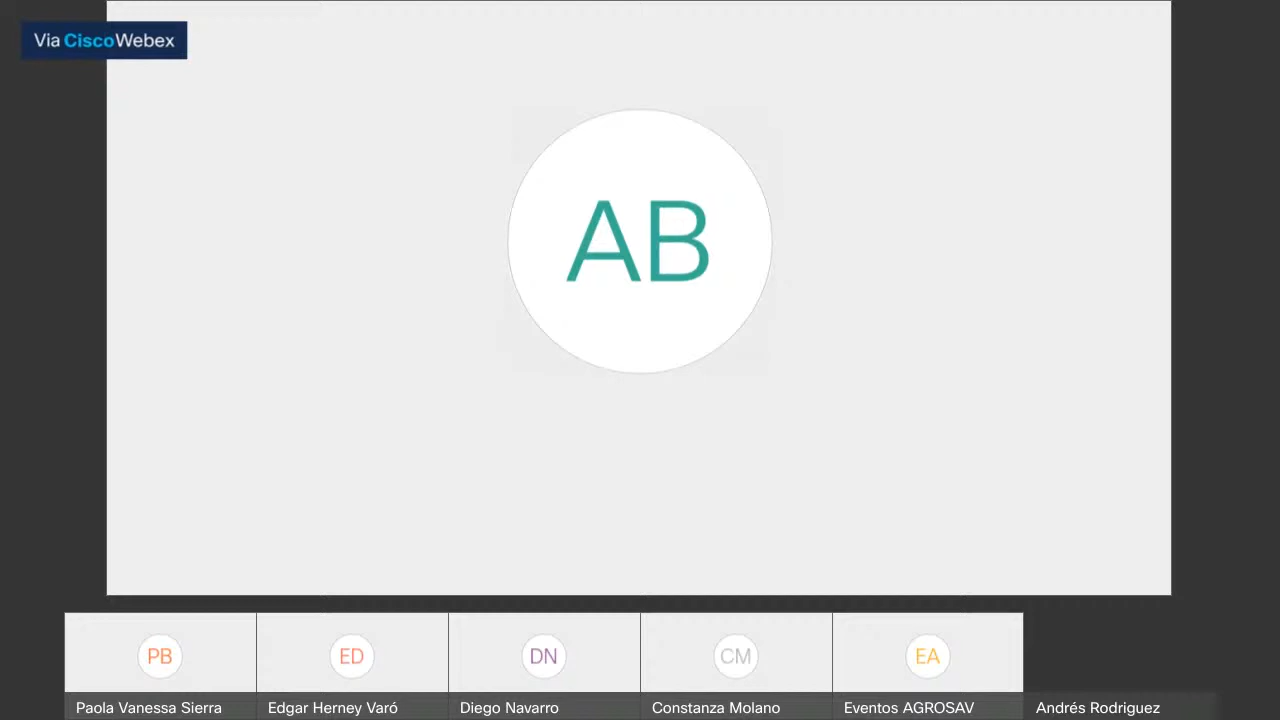 Via CiscoWebex
AB
PB
ED
DN
CM
EA
Paola Vanessa Sierra
Edgar Herney Varó
Diego Navarro
Constanza Molano
Eventos AGROSAV
Andrés Rodriguez